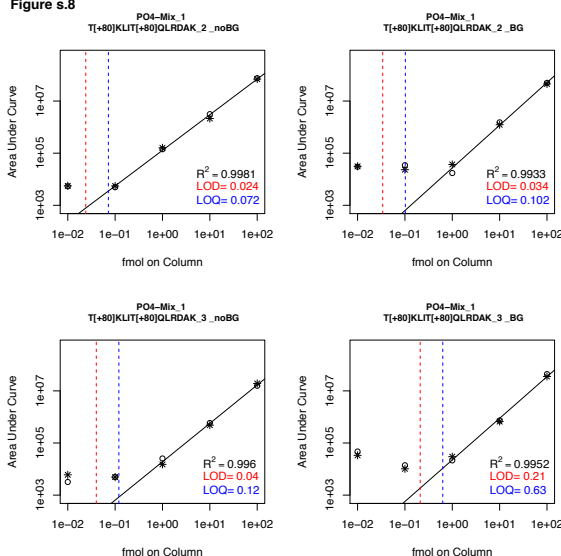 Figure s.8
PO4−Mix_1
T[+80]KLIT[+80]QLRDAK_2 _noBG
Area Under Curve
1e+03 1e+05 1e+07
R² = 0.9981
LOD= 0.024
LOQ= 0.072
1e−02 1e−01 1e+00 1e+01 1e+02
fmol on Column
PO4−Mix_1
T[+80]KLIT[+80]QLRDAK_2 _BG
Area Under Curve
1e+03 1e+05 1e+07
R² = 0.9933
LOD= 0.034
LOQ= 0.102
1e−02 1e−01 1e+00 1e+01 1e+02
fmol on Column
PO4−Mix_1
T[+80]KLIT[+80]QLRDAK_3 _noBG
Area Under Curve
1e+03 1e+05 1e+07
R² = 0.996
LOD= 0.04
LOQ= 0.12
1e−02 1e−01 1e+00 1e+01 1e+02
fmol on Column
PO4−Mix_1
T[+80]KLIT[+80]QLRDAK_3 _BG
Area Under Curve
1e+03 1e+05 1e+07
R² = 0.9952
LOD= 0.21
LOQ= 0.63
1e−02 1e−01 1e+00 1e+01 1e+02
fmol on Column